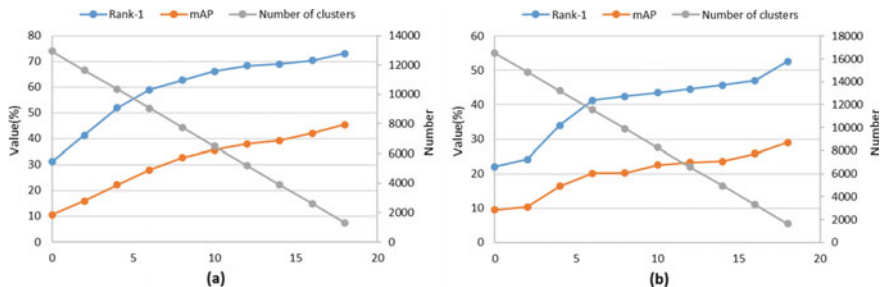 Rank-1 mAP Number of clusters
80 14000
70 12000
60 10000
50 8000
40 6000
30 4000
20 2000
10 0
0
Value(%)
Number
0 5 10 15 20
(a)
Rank-1 mAP Number of clusters
60 18000
50 16000
40 14000
30 12000
20 10000
10 8000
0 6000
4000
2000
0
Value(%)
Number
0 5 10 15 20
(b)